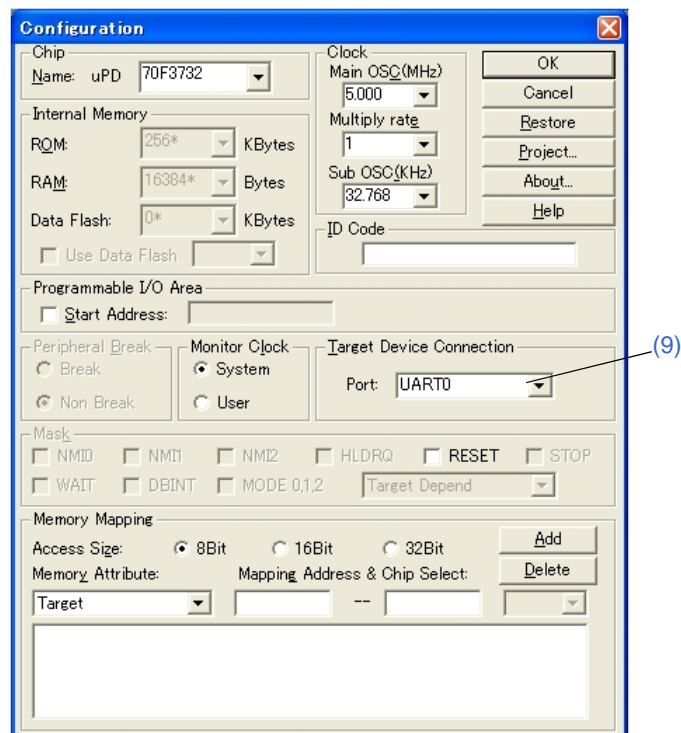 Configuration
Chip
Name: uPD 70F3732
Clock
Main OSC(MHz)
5.000
Multiply rate
1
Sub OSC(KHz)
32.768
OK
Cancel
Restore
Project...
About...
Help
Internal Memory
ROM: 256* KBytes
RAM: 16384* Bytes
Data Flash: 0* KBytes
Use Data Flash
ID Code
Programmable I/O Area
Start Address:
Peripheral Break
Break
Non Break
Monitor Clock
System
User
Target Device Connection
Port: UART0
(9)
Mask
NMI0 NMI1 NMI2 HLDRQ RESET STOP
WAIT DBINT MODE 0,1,2 Target Depend
Memory Mapping
Access Size: 8Bit 16Bit 32Bit
Add
Memory Attribute: Mapping Address & Chip Select:
Delete
Target --